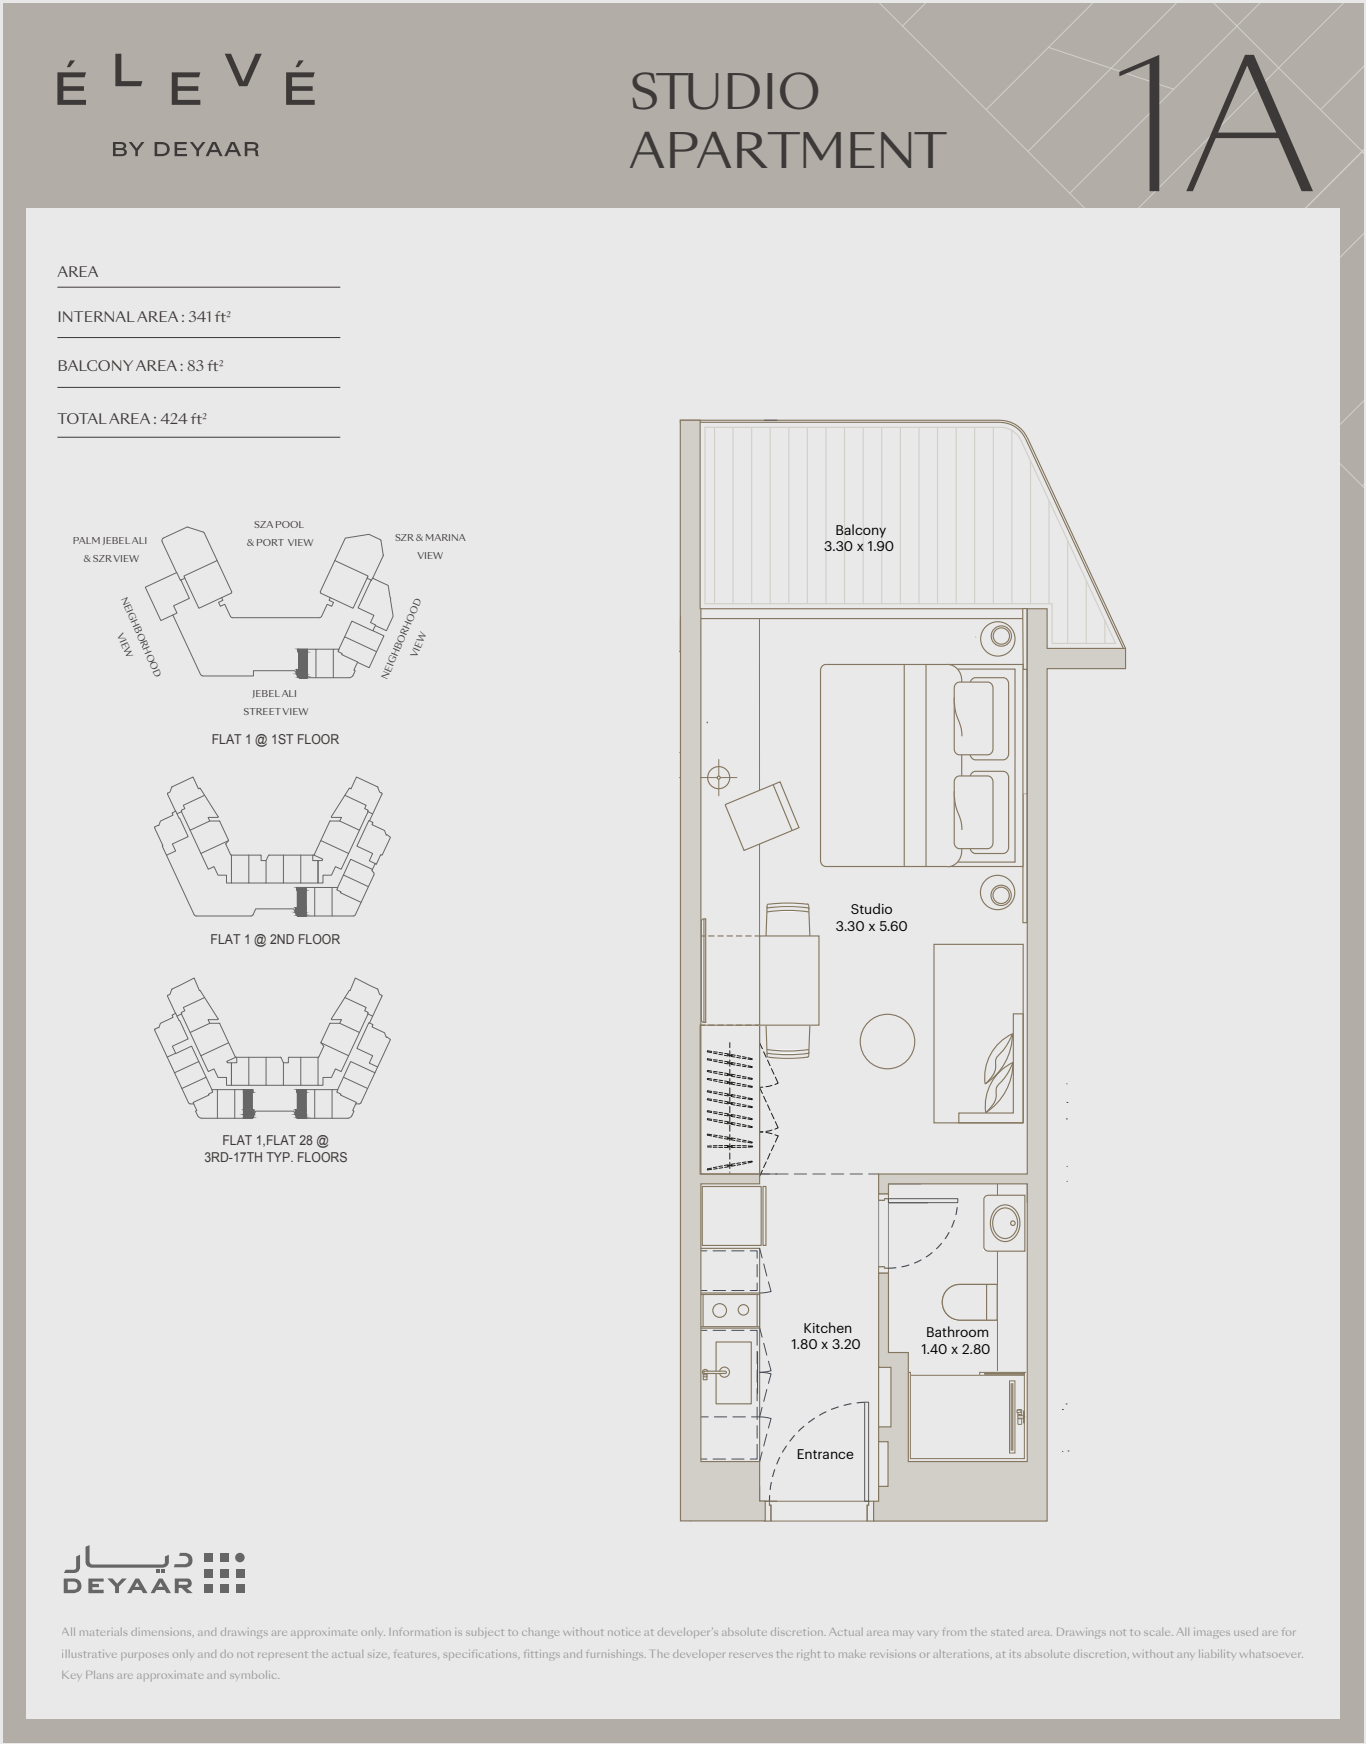 ÉLEVÉ
BY DEYAAR
STUDIO
APARTMENT
1A
AREA
INTERNAL AREA : 341 ft²
BALCONY AREA : 83 ft²
TOTAL AREA : 424 ft²
PALM JEBEL ALI
& SZR VIEW
SZA POOL
& PORT VIEW
SZR & MARINA
VIEW
NEIGHBORHOOD
VIEW
NEIGHBORHOOD
VIEW
JEBEL ALI
STREET VIEW
FLAT 1 @ 1ST FLOOR
FLAT 1 @ 2ND FLOOR
FLAT 1,FLAT 28 @
3RD-17TH TYP. FLOORS
Balcony
3.30 x 1.90
Studio
3.30 x 5.60
Kitchen
1.80 x 3.20
Bathroom
1.40 x 2.80
Entrance
ديار
DEYAAR
All materials dimensions, and drawings are approximate only. Information is subject to change without notice at developer's absolute discretion. Actual area may vary from the stated area. Drawings not to scale. All images used are for
illustrative purposes only and do not represent the actual size, features, specifications, fittings and furnishings. The developer reserves the right to make revisions or alterations, at its absolute discretion, without any liability whatsoever.
Key Plans are approximate and symbolic.